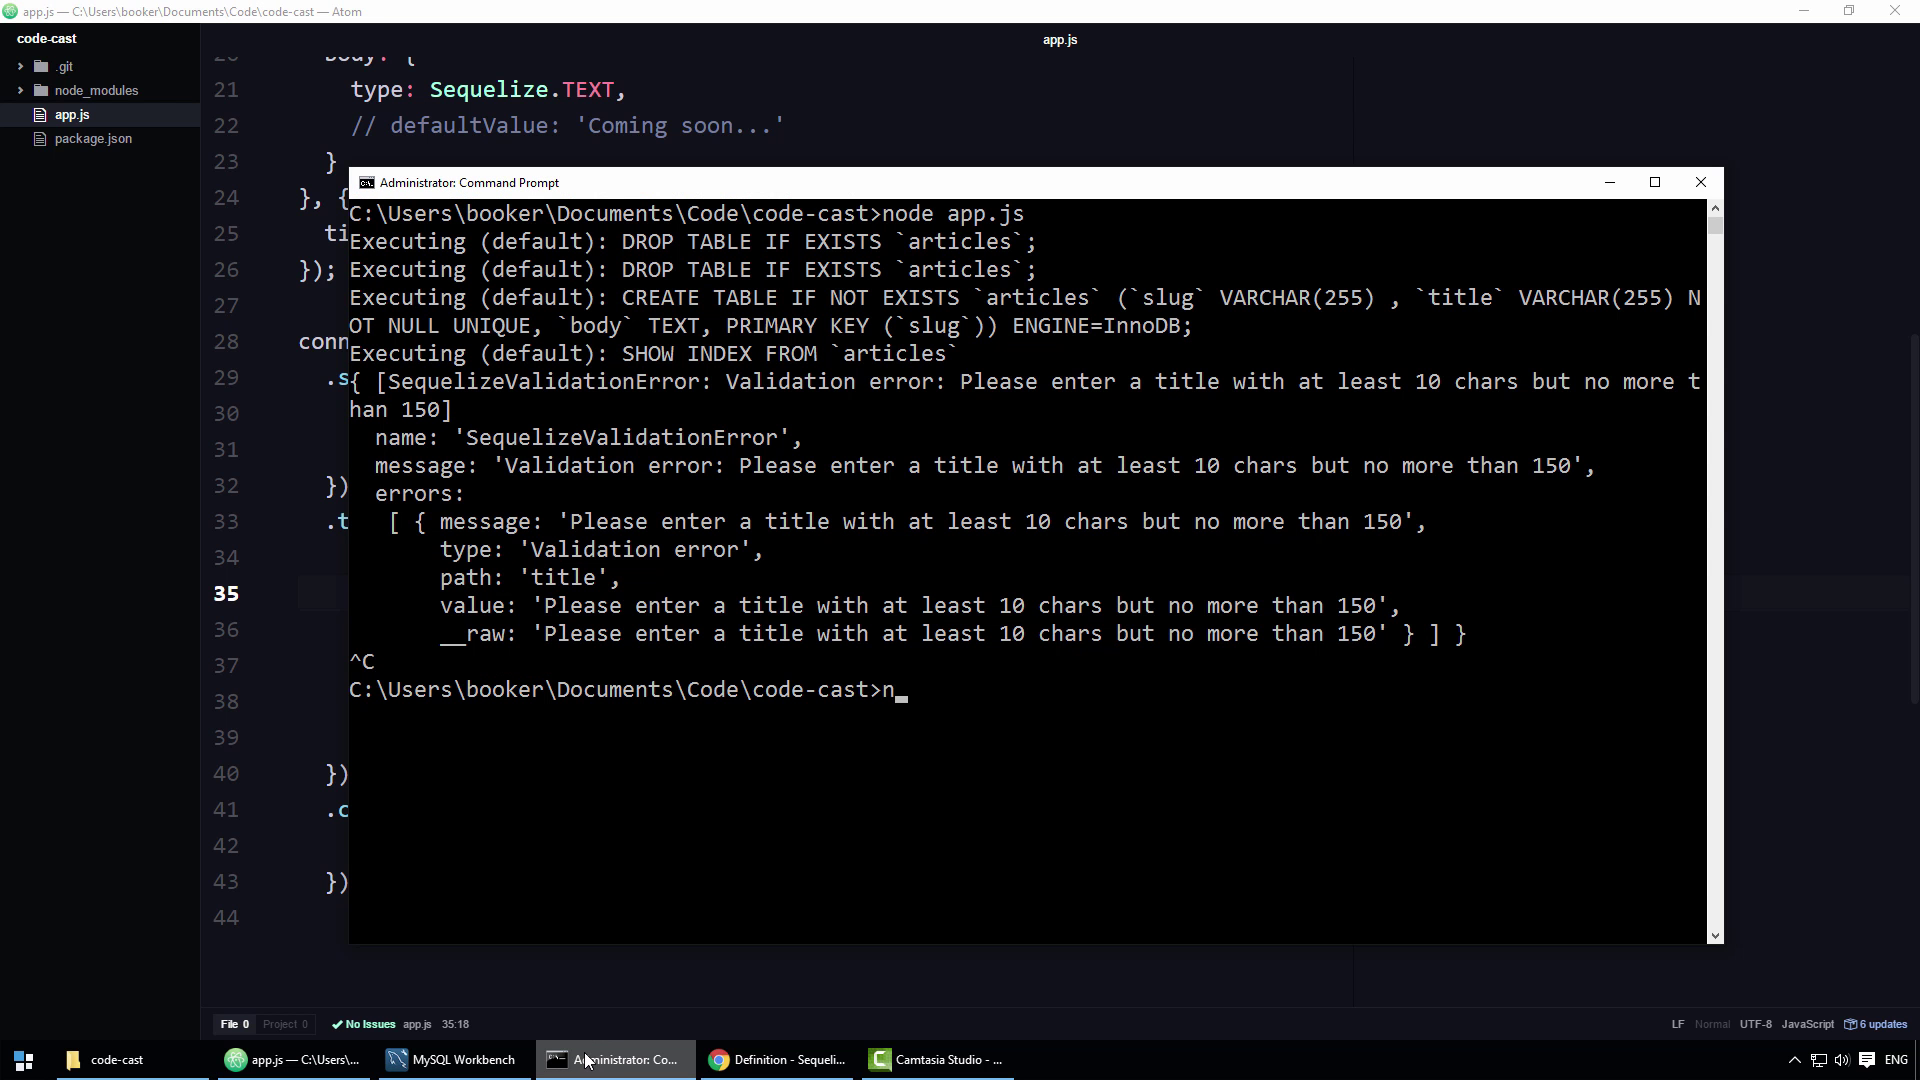 app.js — C:\Users\booker\Documents\Code\code-cast — Atom
code-cast
app.js
.git
node_modules
app.js
package.json
20 body: {
21 type: Sequelize.TEXT,
22 // defaultValue: 'Coming soon...'
23 }
24 }, {
25 ti
26 });
27
28 conn
29 .s
30
31
32 })
33 .t
34
35
36
37
38
39
40 })
41 .c
42
43 })
44
Administrator: Command Prompt
C:\Users\booker\Documents\Code\code-cast>node app.js
Executing (default): DROP TABLE IF EXISTS `articles`;
Executing (default): DROP TABLE IF EXISTS `articles`;
Executing (default): CREATE TABLE IF NOT EXISTS `articles` (`slug` VARCHAR(255) , `title` VARCHAR(255) N
OT NULL UNIQUE, `body` TEXT, PRIMARY KEY (`slug`)) ENGINE=InnoDB;
Executing (default): SHOW INDEX FROM `articles`
{ [SequelizeValidationError: Validation error: Please enter a title with at least 10 chars but no more t
han 150]
name: 'SequelizeValidationError',
message: 'Validation error: Please enter a title with at least 10 chars but no more than 150',
errors:
[ { message: 'Please enter a title with at least 10 chars but no more than 150',
type: 'Validation error',
path: 'title',
value: 'Please enter a title with at least 10 chars but no more than 150',
__raw: 'Please enter a title with at least 10 chars but no more than 150' } ] }
^C
C:\Users\booker\Documents\Code\code-cast>n_
File 0 Project 0 No Issues app.js 35:18 LF Normal UTF-8 JavaScript 6 updates
code-cast app.js — C:\Users\... MySQL Workbench Administrator: Co... Definition - Sequeli... Camtasia Studio - ... ENG